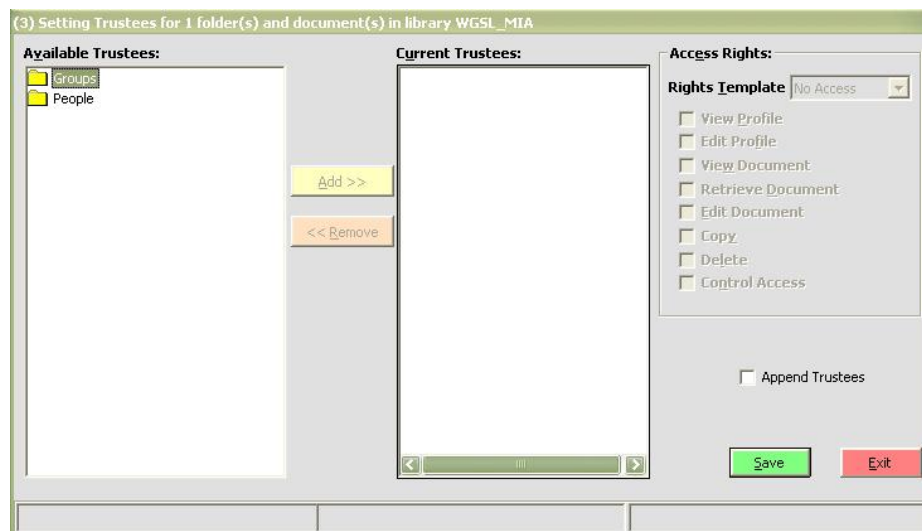 (3) Setting Trustees for 1 folder(s) and document(s) in library WGSL_MIA
Available Trustees:
Groups
People
Add >>
<< Remove
Current Trustees:
Access Rights:
Rights Template No Access
View Profile
Edit Profile
View Document
Retrieve Document
Edit Document
Copy
Delete
Control Access
Append Trustees
Save Exit